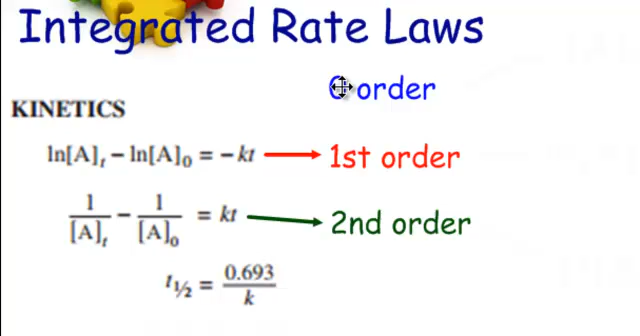 Integrated Rate Laws
0 order
KINETICS
ln[A]ₜ − ln[A]₀ = −kt → 1st order
1/[A]ₜ − 1/[A]₀ = kt → 2nd order
t½ = 0.693/k